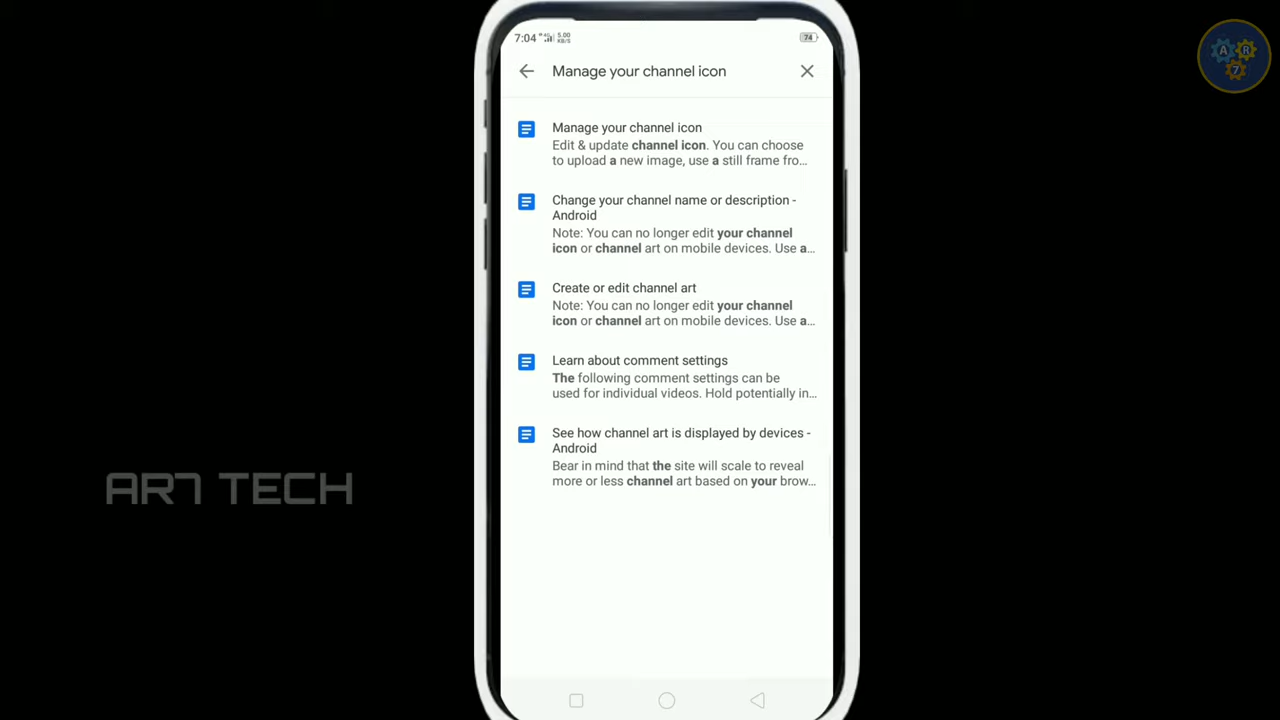 7:04 4G 5.00 KB/S 74
A R 7
Manage your channel icon
Manage your channel icon
Edit & update channel icon. You can choose
to upload a new image, use a still frame fro...
Change your channel name or description -
Android
Note: You can no longer edit your channel
icon or channel art on mobile devices. Use a...
Create or edit channel art
Note: You can no longer edit your channel
icon or channel art on mobile devices. Use a...
Learn about comment settings
The following comment settings can be
used for individual videos. Hold potentially in...
See how channel art is displayed by devices -
Android
Bear in mind that the site will scale to reveal
more or less channel art based on your brow...
AR7 TECH